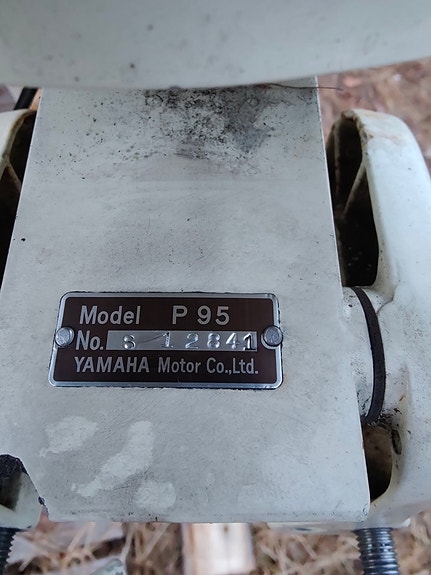 Model P 95
No. 6 12841
YAMAHA Motor Co.,Ltd.